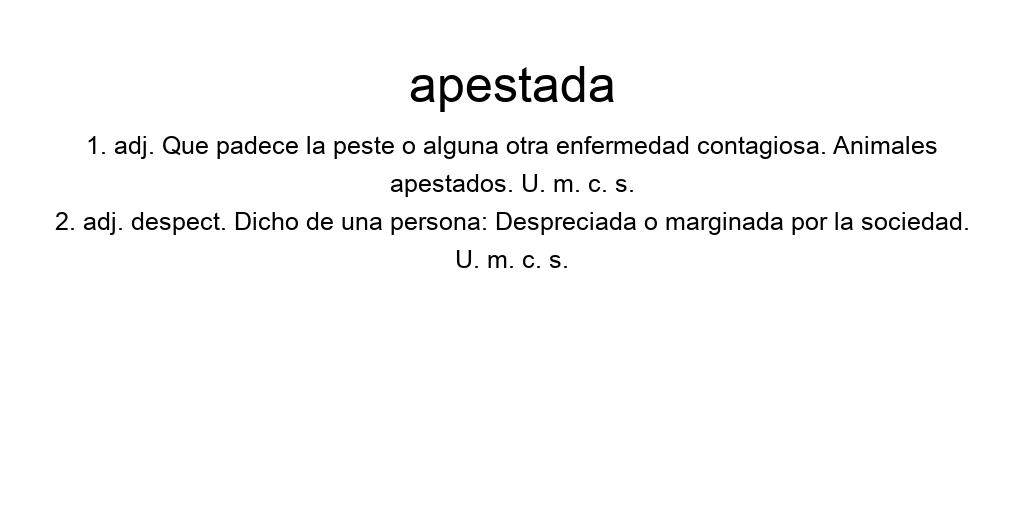 apestada
1. adj. Que padece la peste o alguna otra enfermedad contagiosa. Animales
apestados. U. m. c. s.
2. adj. despect. Dicho de una persona: Despreciada o marginada por la sociedad.
U. m. c. s.